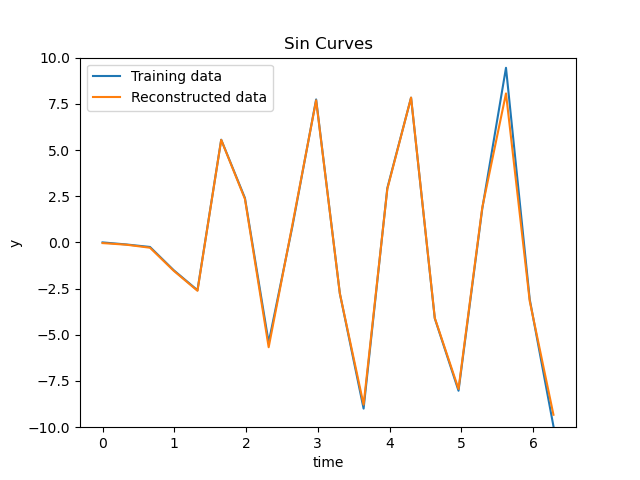 Sin Curves
Training data
Reconstructed data
10.0
7.5
5.0
2.5
0.0
−2.5
−5.0
−7.5
−10.0
y
0 1 2 3 4 5 6
time